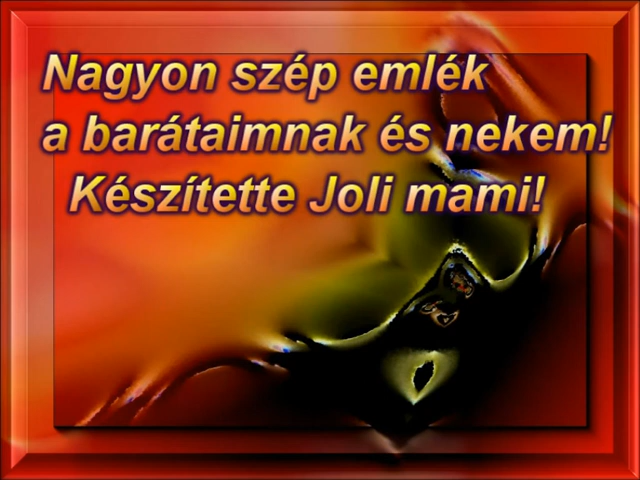 Nagyon szép emlék
a barátaimnak és nekem!
Készítette Joli mami!